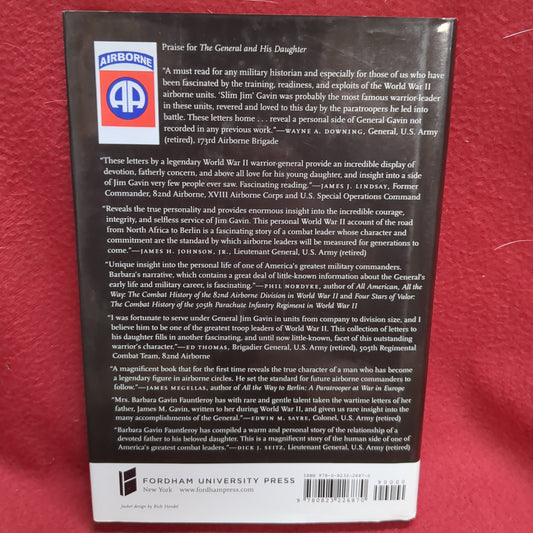 AIRBORNE
AA
Praise for The General and His Daughter
“A must read for any military historian and especially for those of us who have
been fascinated by the training, readiness, and exploits of the World War II
airborne units. ‘Slim Jim’ Gavin was probably the most famous warrior-leader
in these units, revered and loved to this day by the paratroopers he led into
battle. These letters home . . . reveal a personal side of General Gavin not
recorded in any previous work.”—WAYNE A. DOWNING, General, U.S. Army
(retired), 173rd Airborne Brigade
“These letters by a legendary World War II warrior-general provide an incredible display of
devotion, fatherly concern, and above all love for his young daughter, and insight into a side
of Jim Gavin very few people ever saw. Fascinating reading.”—JAMES J. LINDSAY, Former
Commander, 82nd Airborne, XVIII Airborne Corps and U.S. Special Operations Command
“Reveals the true personality and provides enormous insight into the incredible courage,
integrity, and selfless service of Jim Gavin. This personal World War II account of the road
from North Africa to Berlin is a fascinating story of a combat leader whose character and
commitment are the standard by which airborne leaders will be measured for generations to
come.”—JAMES H. JOHNSON, JR., Lieutenant General, U.S. Army (retired)
“Unique insight into the personal life of one of America’s greatest military commanders.
Barbara’s narrative, which contains a great deal of little-known information about the General’s
early life and military career, is fascinating.”—PHIL NORDYKE, author of All American, All
the Way: The Combat History of the 82nd Airborne Division in World War II and Four Stars of Valor:
The Combat History of the 505th Parachute Infantry Regiment in World War II
“I was fortunate to serve under General Jim Gavin in units from company to division size, and I
believe him to be one of the greatest troop leaders of World War II. This collection of letters to
his daughter fills in another fascinating, and until now little-known, facet of this outstanding
warrior’s character.”—ED THOMAS, Brigadier General, U.S. Army (retired), 505th Regimental
Combat Team, 82nd Airborne
“A magnificent book that for the first time reveals the true character of a man who has become
a legendary figure in airborne circles. He set the standard for future airborne commanders to
follow.”—JAMES MEGELLAS, author of All the Way to Berlin: A Paratrooper at War in Europe
“Mrs. Barbara Gavin Fauntleroy has with rare and gentle talent taken the wartime letters of her
father, James M. Gavin, written to her during World War II, and given us rare insight into the
many accomplishments of the General.”—EDWIN M. SAYRE, Colonel, U.S. Army (retired)
“Barbara Gavin Fauntleroy has compiled a warm and personal story of the relationship of a
devoted father to his beloved daughter. This is a magnificnt story of the human side of one of
America’s greatest combat leaders.”—DICK J. SEITZ, Lieutenant General, U.S. Army (retired)
FORDHAM UNIVERSITY PRESS
New York www.fordhampress.com
Jacket design by Rich Hendel
ISBN 978-0-8232-2687-0
90000
9 780823 226870